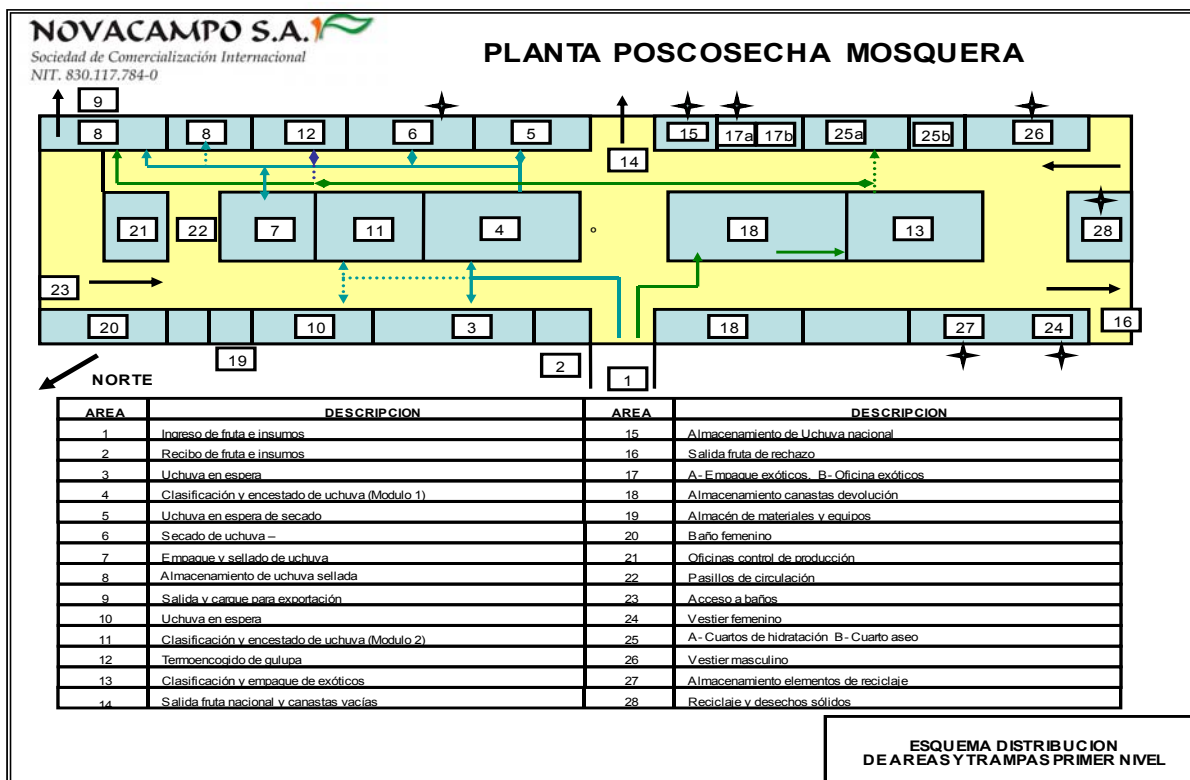 NOVACAMPO S.A.
Sociedad de Comercialización Internacional
NIT. 830.117.784-0
PLANTA POSCOSECHA MOSQUERA
9
8 8 12 6 5 15 17a 17b 25a 25b 26
14
21 22 7 11 4 18 13 28
23
20 10 3 18 27 24 16
19 2 1
NORTE
AREA DESCRIPCION AREA DESCRIPCION
1 Ingreso de fruta e insumos 15 Almacenamiento de Uchuva nacional
2 Recibo de fruta e insumos 16 Salida fruta de rechazo
3 Uchuva en espera 17 A- Empaque exóticos. B- Oficina exóticos
4 Clasificación y encestado de uchuva (Modulo 1) 18 Almacenamiento canastas devolución
5 Uchuva en espera de secado 19 Almacén de materiales y equipos
6 Secado de uchuva – 20 Baño femenino
7 Empaque y sellado de uchuva 21 Oficinas control de producción
8 Almacenamiento de uchuva sellada 22 Pasillos de circulación
9 Salida y cargue para exportación 23 Acceso a baños
10 Uchuva en espera 24 Vestier femenino
11 Clasificación y encestado de uchuva (Modulo 2) 25 A- Cuartos de hidratación B- Cuarto aseo
12 Termoencogido de gulupa 26 Vestier masculino
13 Clasificación y empaque de exóticos 27 Almacenamiento elementos de reciclaje
14 Salida fruta nacional y canastas vacías 28 Reciclaje y desechos sólidos
ESQUEMA DISTRIBUCION
DE AREAS Y TRAMPAS PRIMER NIVEL